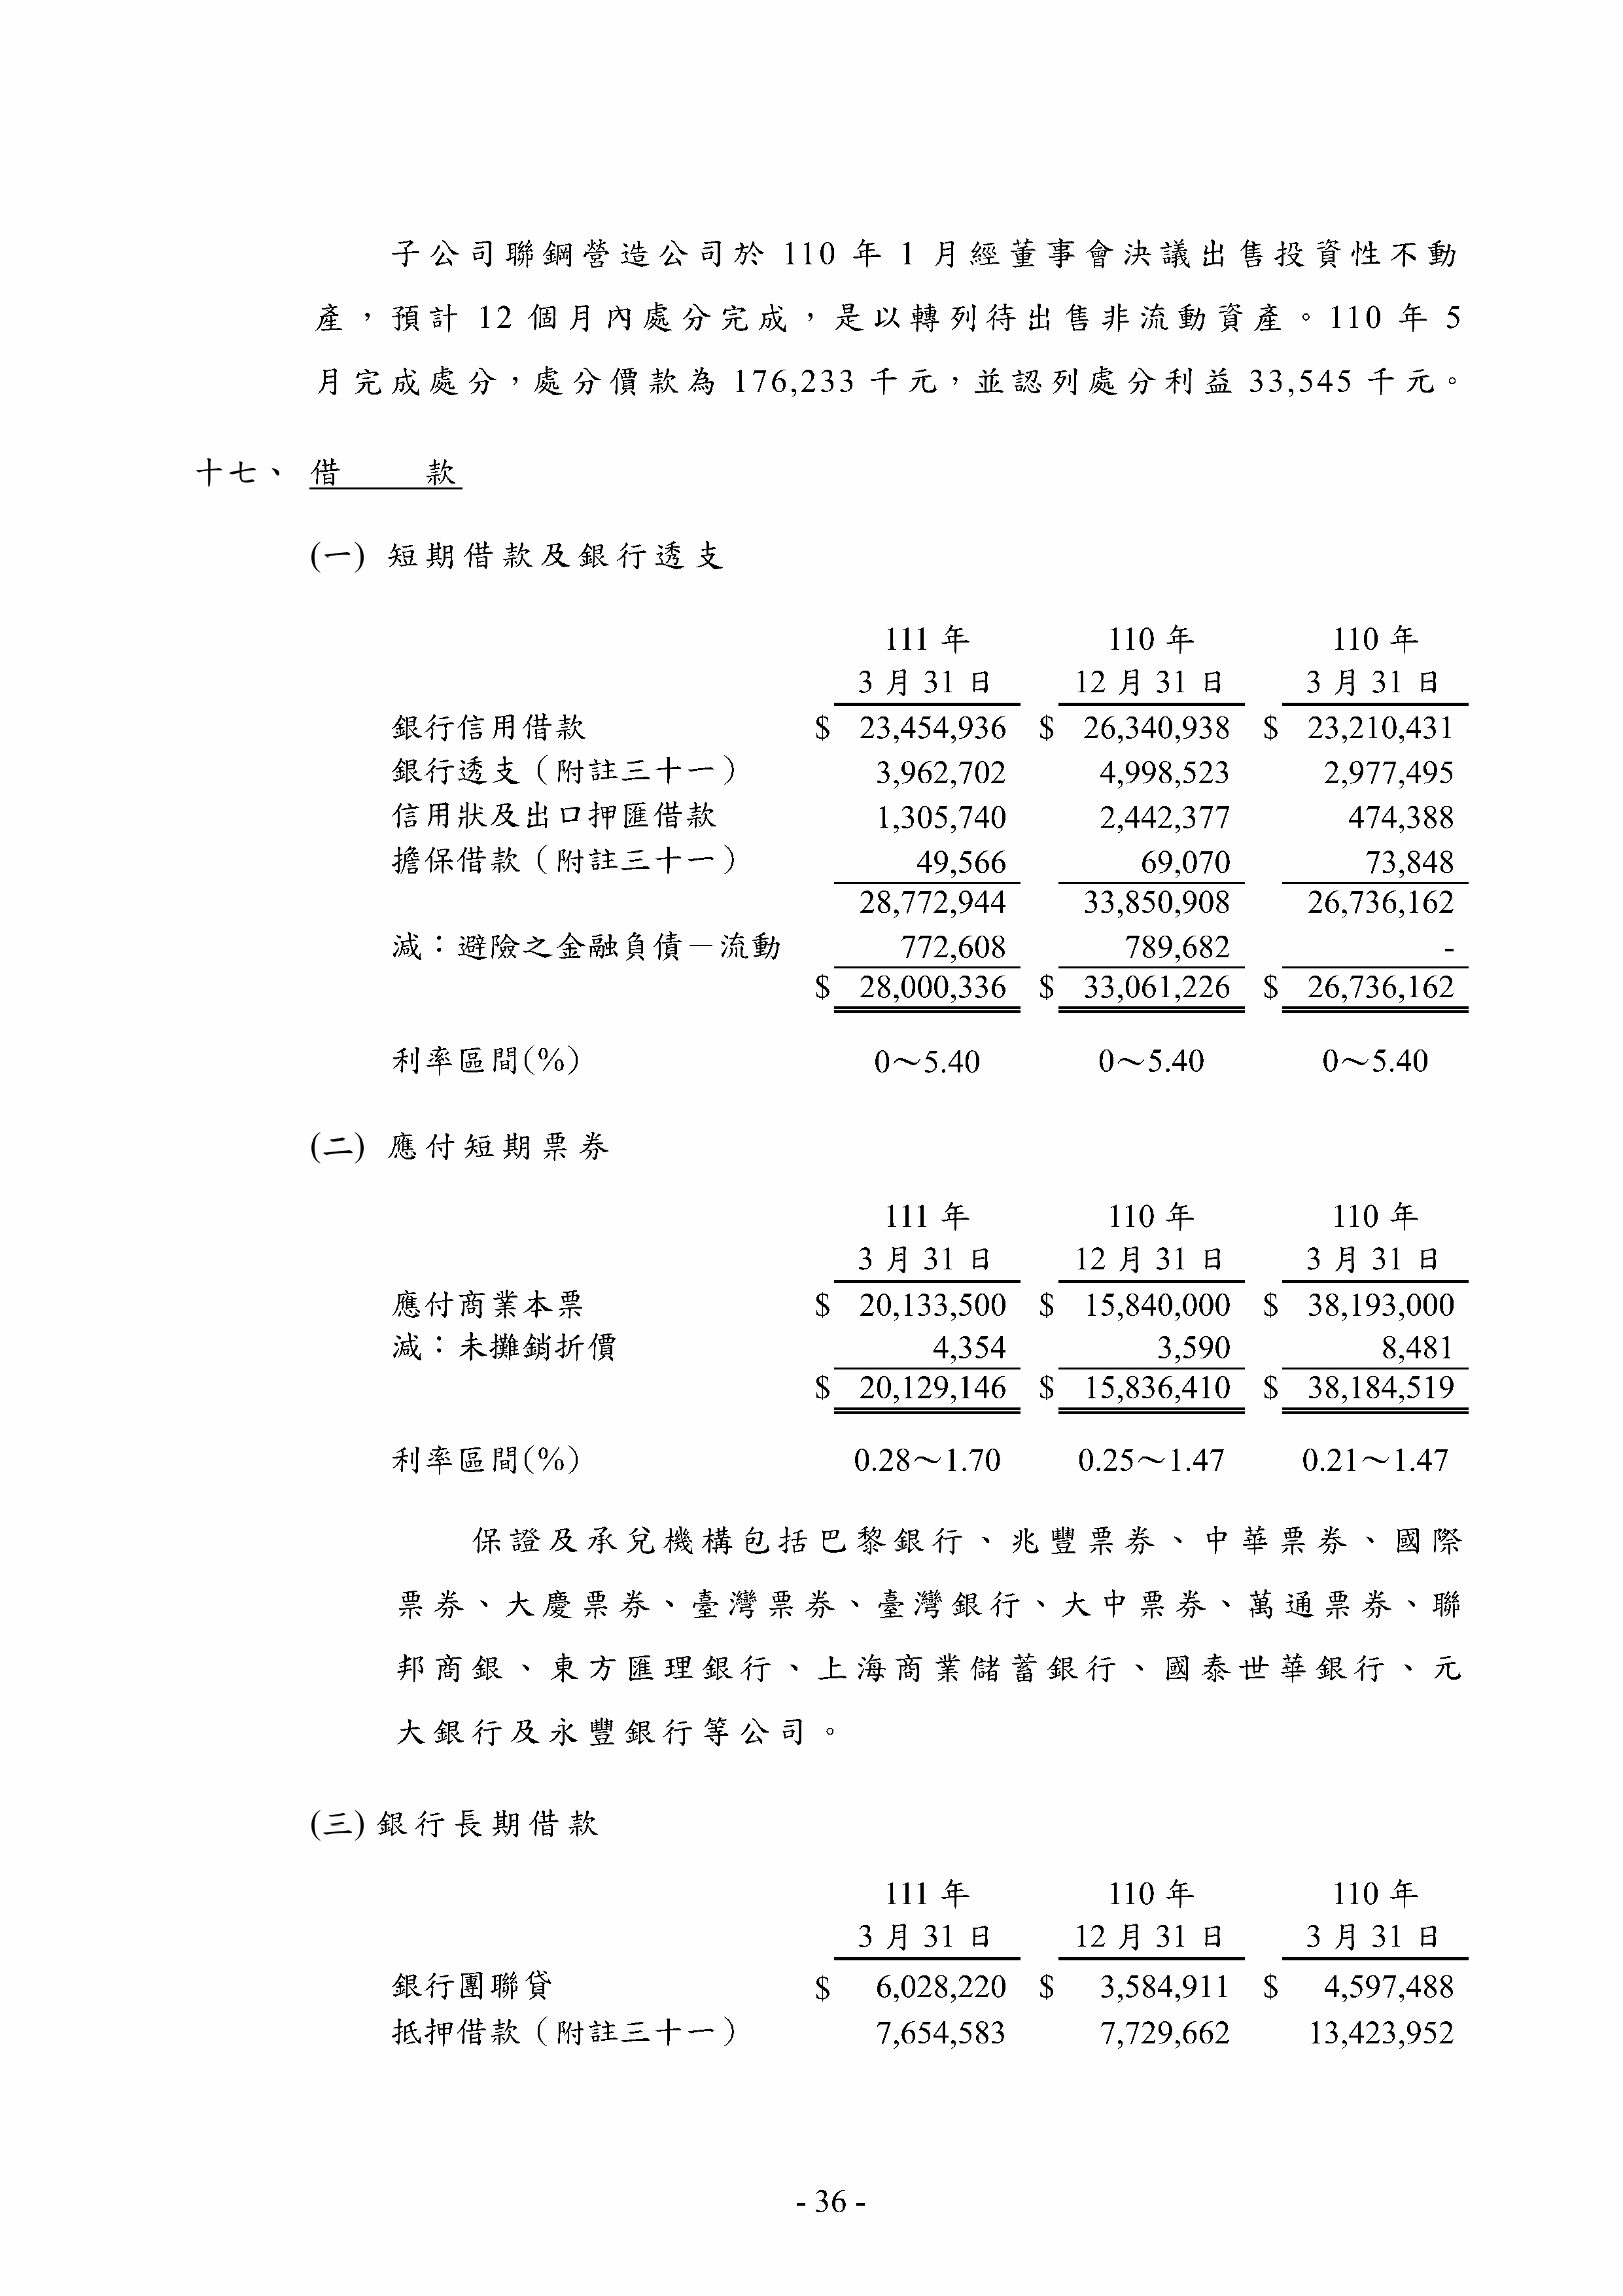 子公司聯鋼營造公司於 110 年 1 月經董事會決議出售投資性不動
產，預計 12 個月內處分完成，是以轉列待出售非流動資產。110 年 5
月完成處分，處分價款為 176,233 千元，並認列處分利益 33,545 千元。
十七、 借 款
(一) 短期借款及銀行透支
111 年 110 年 110 年
3 月 31 日 12 月 31 日 3 月 31 日
銀行信用借款 $ 23,454,936 $ 26,340,938 $ 23,210,431
銀行透支（附註三十一） 3,962,702 4,998,523 2,977,495
信用狀及出口押匯借款 1,305,740 2,442,377 474,388
擔保借款（附註三十一） 49,566 69,070 73,848
28,772,944 33,850,908 26,736,162
減：避險之金融負債－流動 772,608 789,682 -
$ 28,000,336 $ 33,061,226 $ 26,736,162
利率區間(%) 0～5.40 0～5.40 0～5.40
(二) 應付短期票券
111 年 110 年 110 年
3 月 31 日 12 月 31 日 3 月 31 日
應付商業本票 $ 20,133,500 $ 15,840,000 $ 38,193,000
減：未攤銷折價 4,354 3,590 8,481
$ 20,129,146 $ 15,836,410 $ 38,184,519
利率區間(%) 0.28～1.70 0.25～1.47 0.21～1.47
保證及承兌機構包括巴黎銀行、兆豐票券、中華票券、國際
票券、大慶票券、臺灣票券、臺灣銀行、大中票券、萬通票券、聯
邦商銀、東方匯理銀行、上海商業儲蓄銀行、國泰世華銀行、元
大銀行及永豐銀行等公司。
(三) 銀行長期借款
111 年 110 年 110 年
3 月 31 日 12 月 31 日 3 月 31 日
銀行團聯貸 $ 6,028,220 $ 3,584,911 $ 4,597,488
抵押借款（附註三十一） 7,654,583 7,729,662 13,423,952
- 36 -